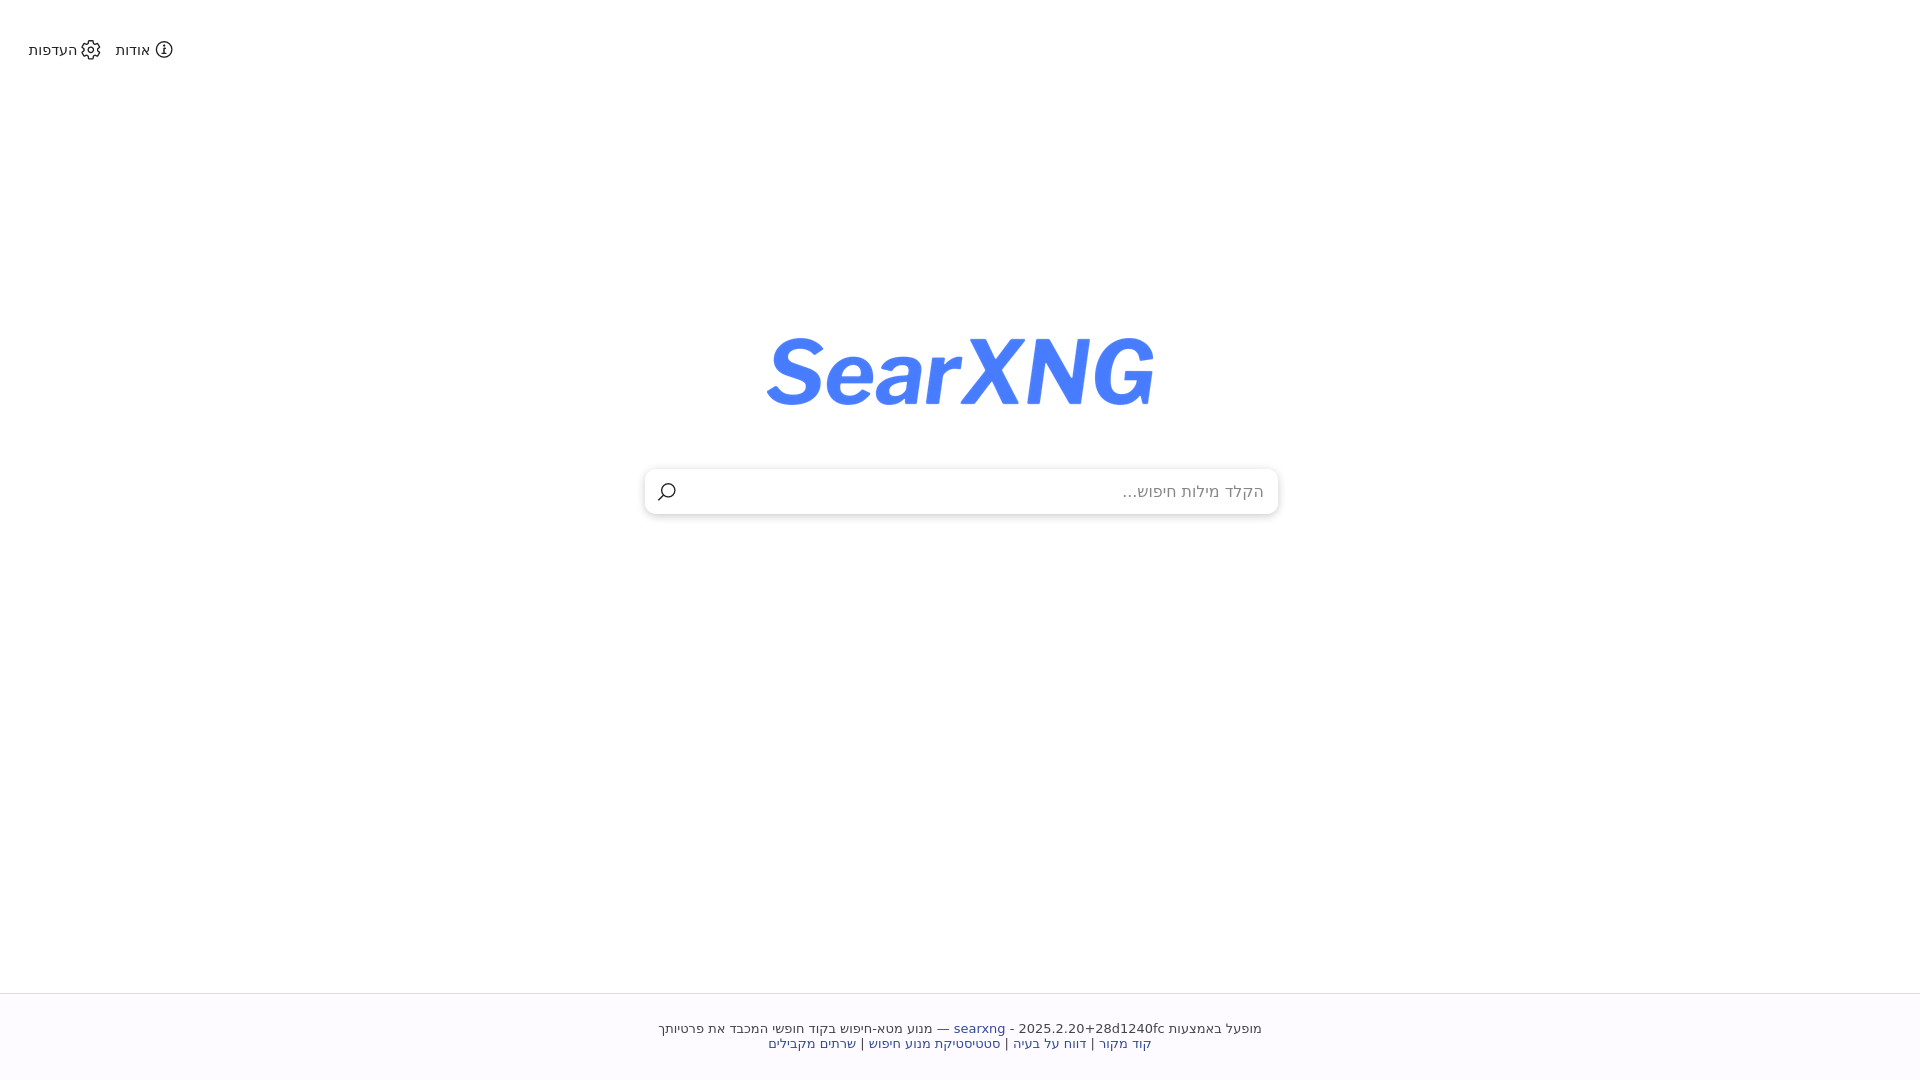 אודות
העדפות
SearXNG
הקלד מילות חיפוש...
מופעל באמצעות searxng - 2025.2.20+28d1240fc — מנוע מטא-חיפוש בקוד חופשי המכבד את פרטיותך
קוד מקור | דווח על בעיה | סטטיסטיקת מנוע חיפוש | שרתים מקבילים